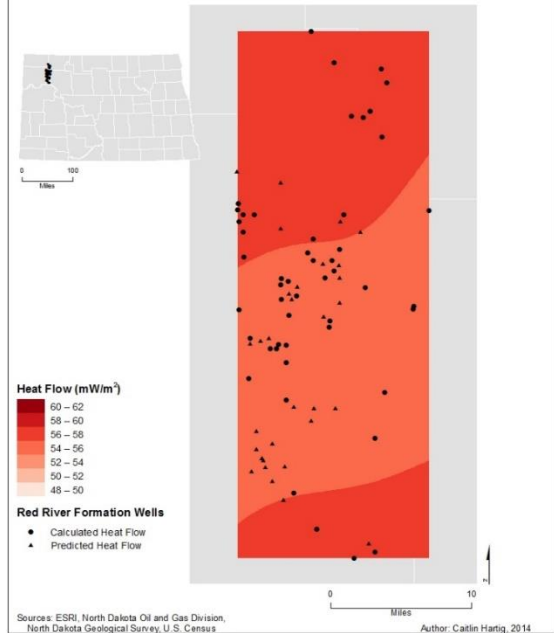 0 100
Miles
Heat Flow (mW/m²)
60 – 62
58 – 60
56 – 58
54 – 56
52 – 54
50 – 52
48 – 50
Red River Formation Wells
Calculated Heat Flow
Predicted Heat Flow
N
0 10
Miles
Sources: ESRI, North Dakota Oil and Gas Division,
North Dakota Geological Survey, U.S. Census
Author: Caitlin Hartig, 2014